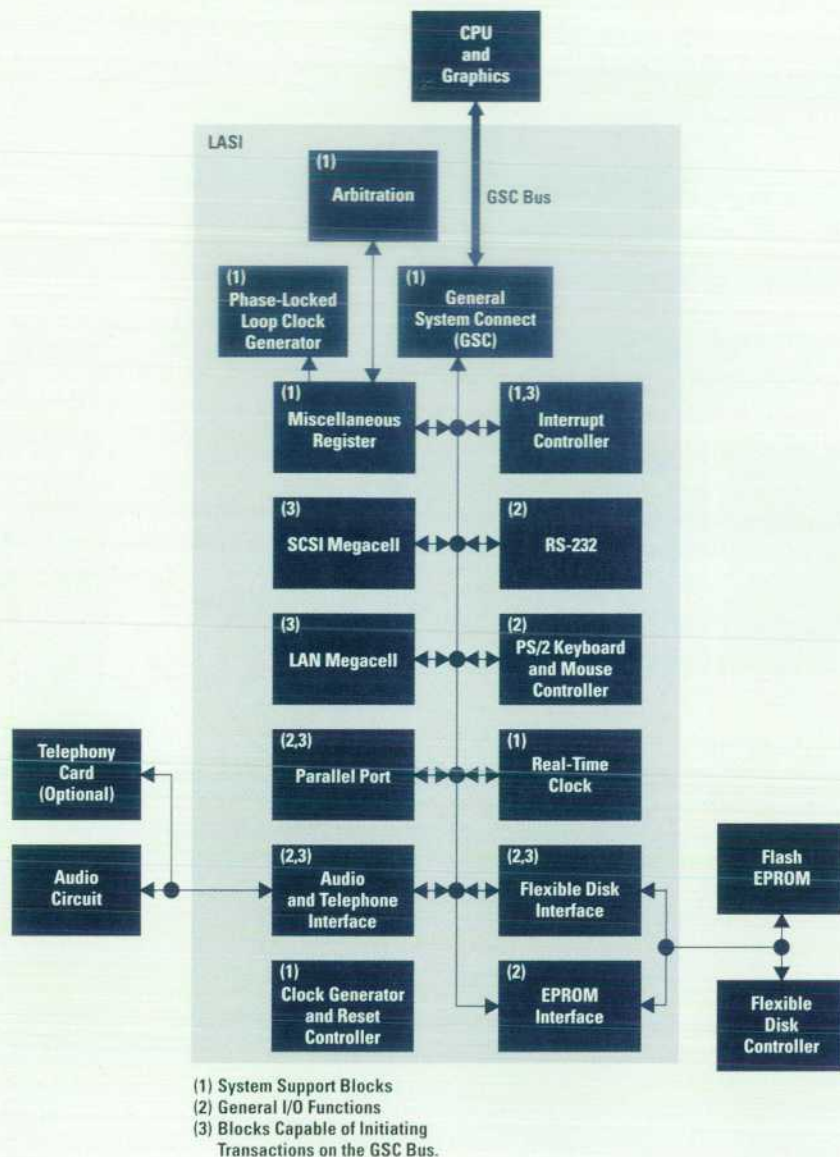 CPU
and
Graphics
LASI
(1)
Arbitration
GSC Bus
(1)
Phase-Locked
Loop Clock
Generator
(1)
General
System Connect
(GSC)
(1)
Miscellaneous
Register
(1,3)
Interrupt
Controller
(3)
SCSI Megacell
(2)
RS-232
(3)
LAN Megacell
(2)
PS/2 Keyboard
and Mouse
Controller
Telephony
Card
(Optional)
(2,3)
Parallel Port
(1)
Real-Time
Clock
Audio
Circuit
(2,3)
Audio
and Telephone
Interface
(2,3)
Flexible Disk
Interface
Flash
EPROM
(1)
Clock Generator
and Reset
Controller
(2)
EPROM
Interface
Flexible
Disk
Controller
(1) System Support Blocks
(2) General I/O Functions
(3) Blocks Capable of Initiating
Transactions on the GSC Bus.